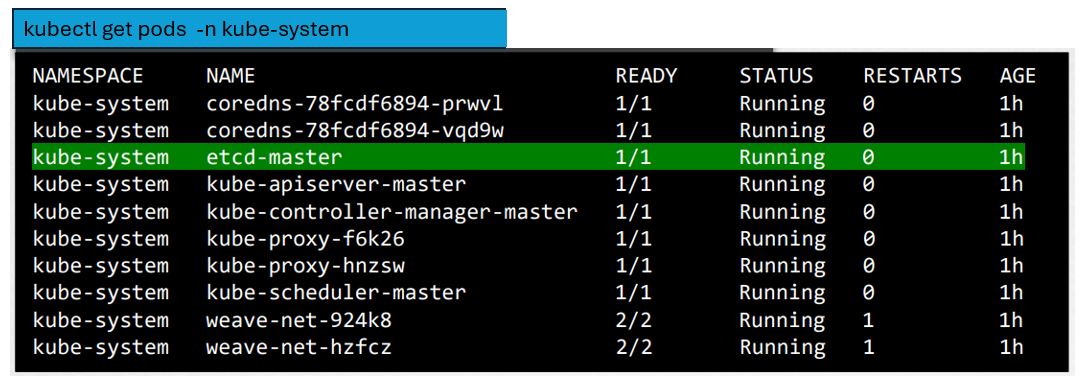 kubectl get pods -n kube-system
NAMESPACE NAME READY STATUS RESTARTS AGE
kube-system coredns-78fcdf6894-prwvl 1/1 Running 0 1h
kube-system coredns-78fcdf6894-vqd9w 1/1 Running 0 1h
kube-system etcd-master 1/1 Running 0 1h
kube-system kube-apiserver-master 1/1 Running 0 1h
kube-system kube-controller-manager-master 1/1 Running 0 1h
kube-system kube-proxy-f6k26 1/1 Running 0 1h
kube-system kube-proxy-hnzsw 1/1 Running 0 1h
kube-system kube-scheduler-master 1/1 Running 0 1h
kube-system weave-net-924k8 2/2 Running 1 1h
kube-system weave-net-hzfcz 2/2 Running 1 1h